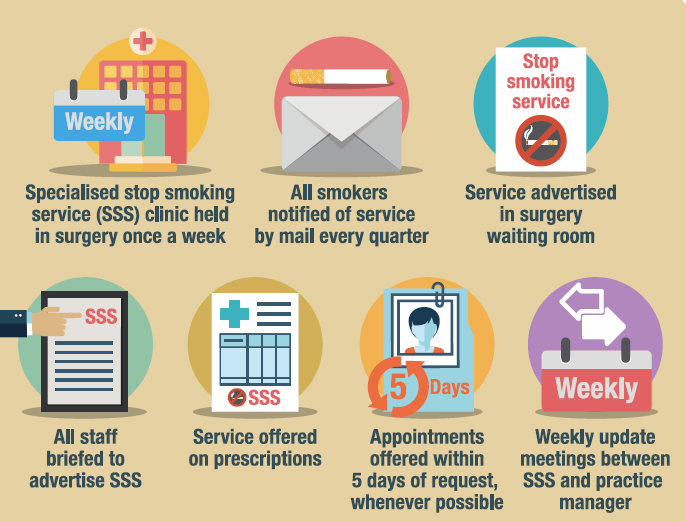 Weekly
Stop
smoking
service
Specialised stop smoking
service (SSS) clinic held
in surgery once a week
All smokers
notified of service
by mail every quarter
Service advertised
in surgery
waiting room
SSS
SSS
5 Days
Weekly
All staff
briefed to
advertise SSS
Service offered
on prescriptions
Appointments
offered within
5 days of request,
whenever possible
Weekly update
meetings between
SSS and practice
manager